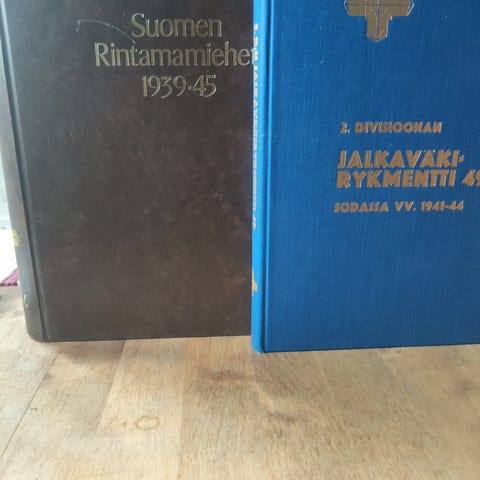 Suomen
Rintamamiehet
1939-45
2. DIVISIOONAN
JALKAVÄKI-
RYKMENTTI 49
SODASSA VV. 1941-44